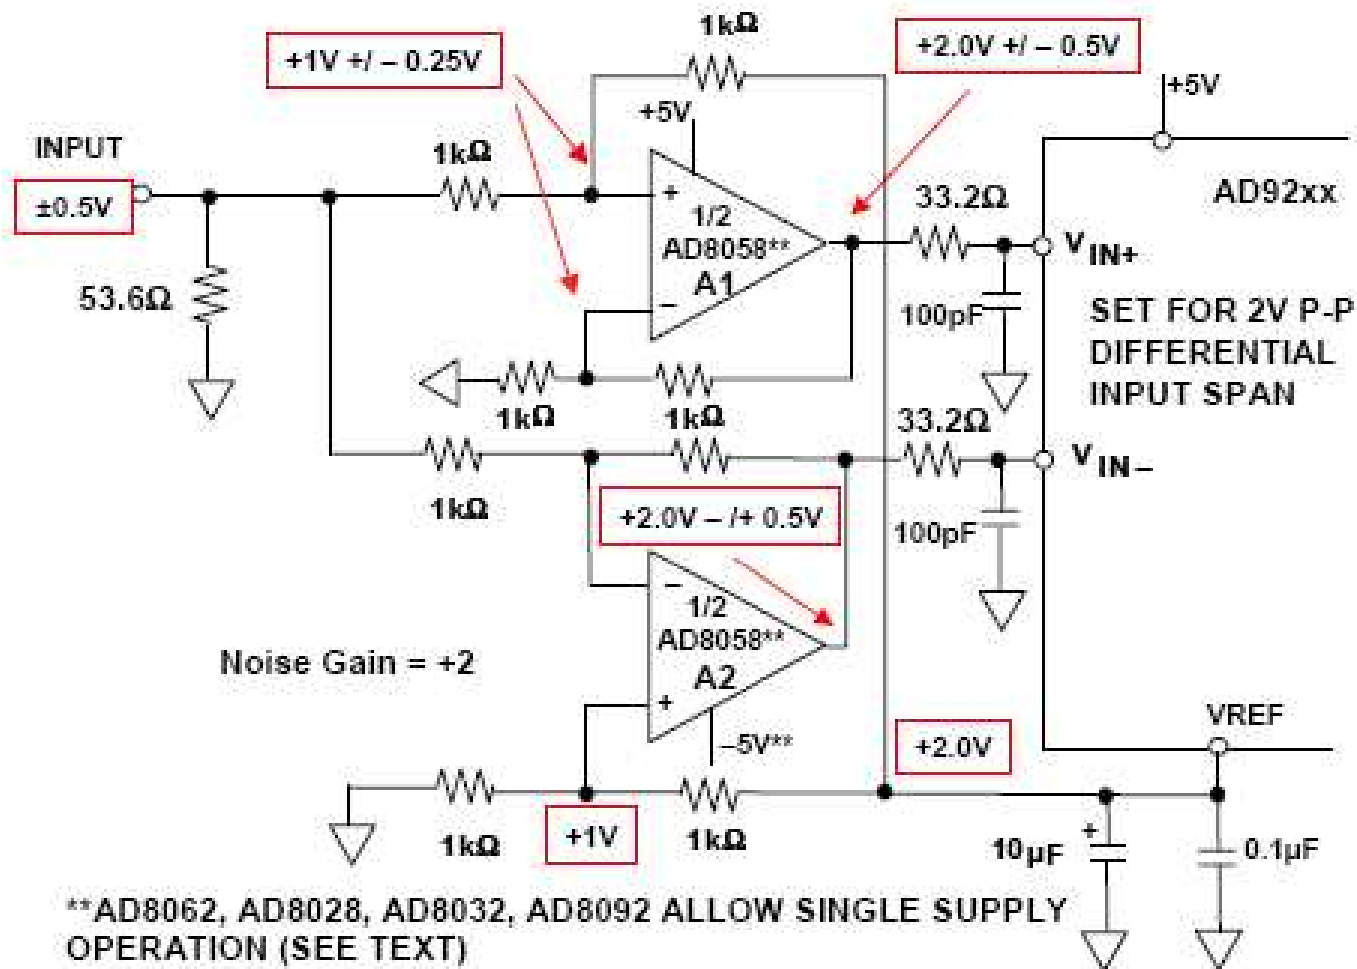 1kΩ
+1V +/ – 0.25V
+2.0V +/ – 0.5V
+5V
+5V
INPUT
1kΩ
±0.5V
+
1/2
AD8058**
A1
–
33.2Ω
AD92xx
V IN+
53.6Ω
100pF
SET FOR 2V P-P
DIFFERENTIAL
INPUT SPAN
1kΩ
1kΩ
33.2Ω
V IN–
1kΩ
+2.0V – /+ 0.5V
100pF
–
1/2
AD8058**
A2
+
Noise Gain = +2
–5V**
+2.0V
VREF
1kΩ
+1V
1kΩ
+
10µF
0.1µF
**AD8062, AD8028, AD8032, AD8092 ALLOW SINGLE SUPPLY
OPERATION (SEE TEXT)